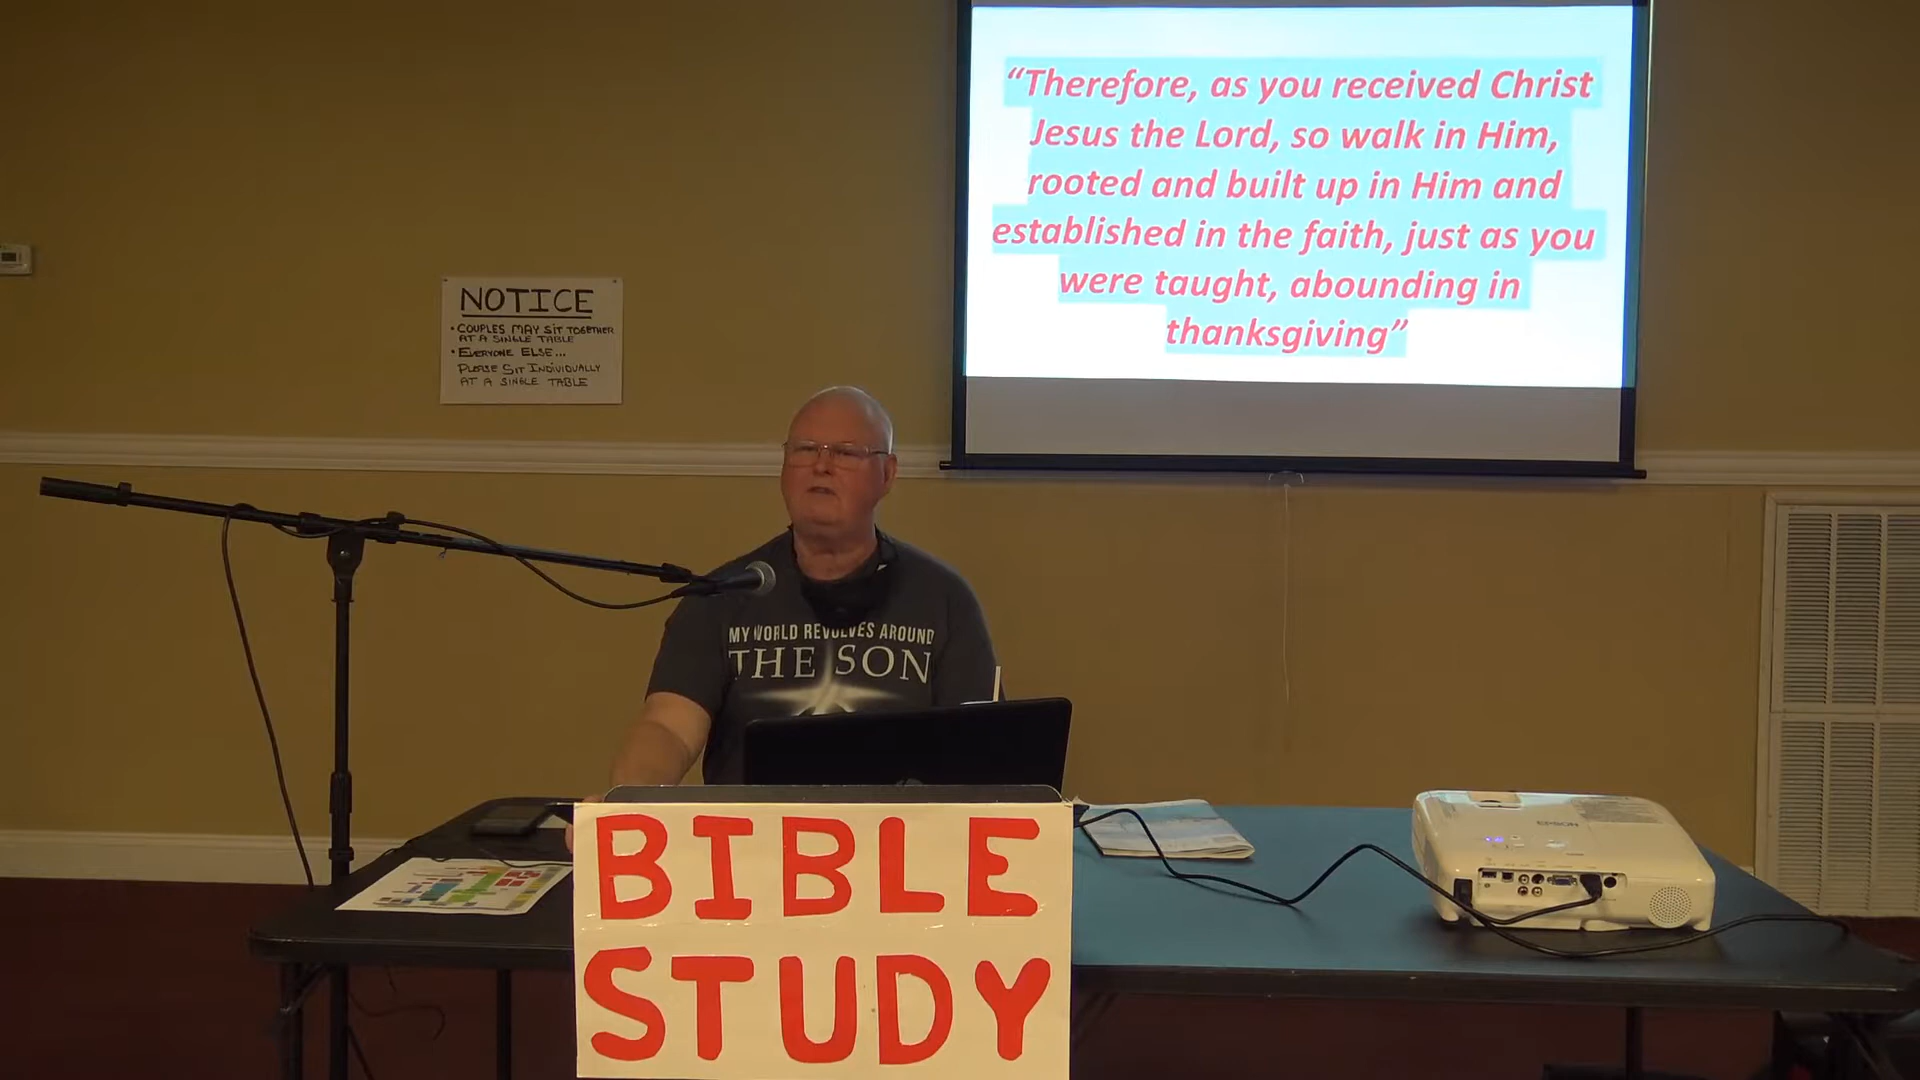 “Therefore, as you received Christ
Jesus the Lord, so walk in Him,
rooted and built up in Him and
established in the faith, just as you
were taught, abounding in
thanksgiving”
NOTICE
• COUPLES MAY SIT TOGETHER
AT A SINGLE TABLE
• EVERYONE ELSE...
PLEASE SIT INDIVIDUALLY
AT A SINGLE TABLE
MY WORLD REVOLVES AROUND
THE SON
BIBLE
STUDY
EPSON